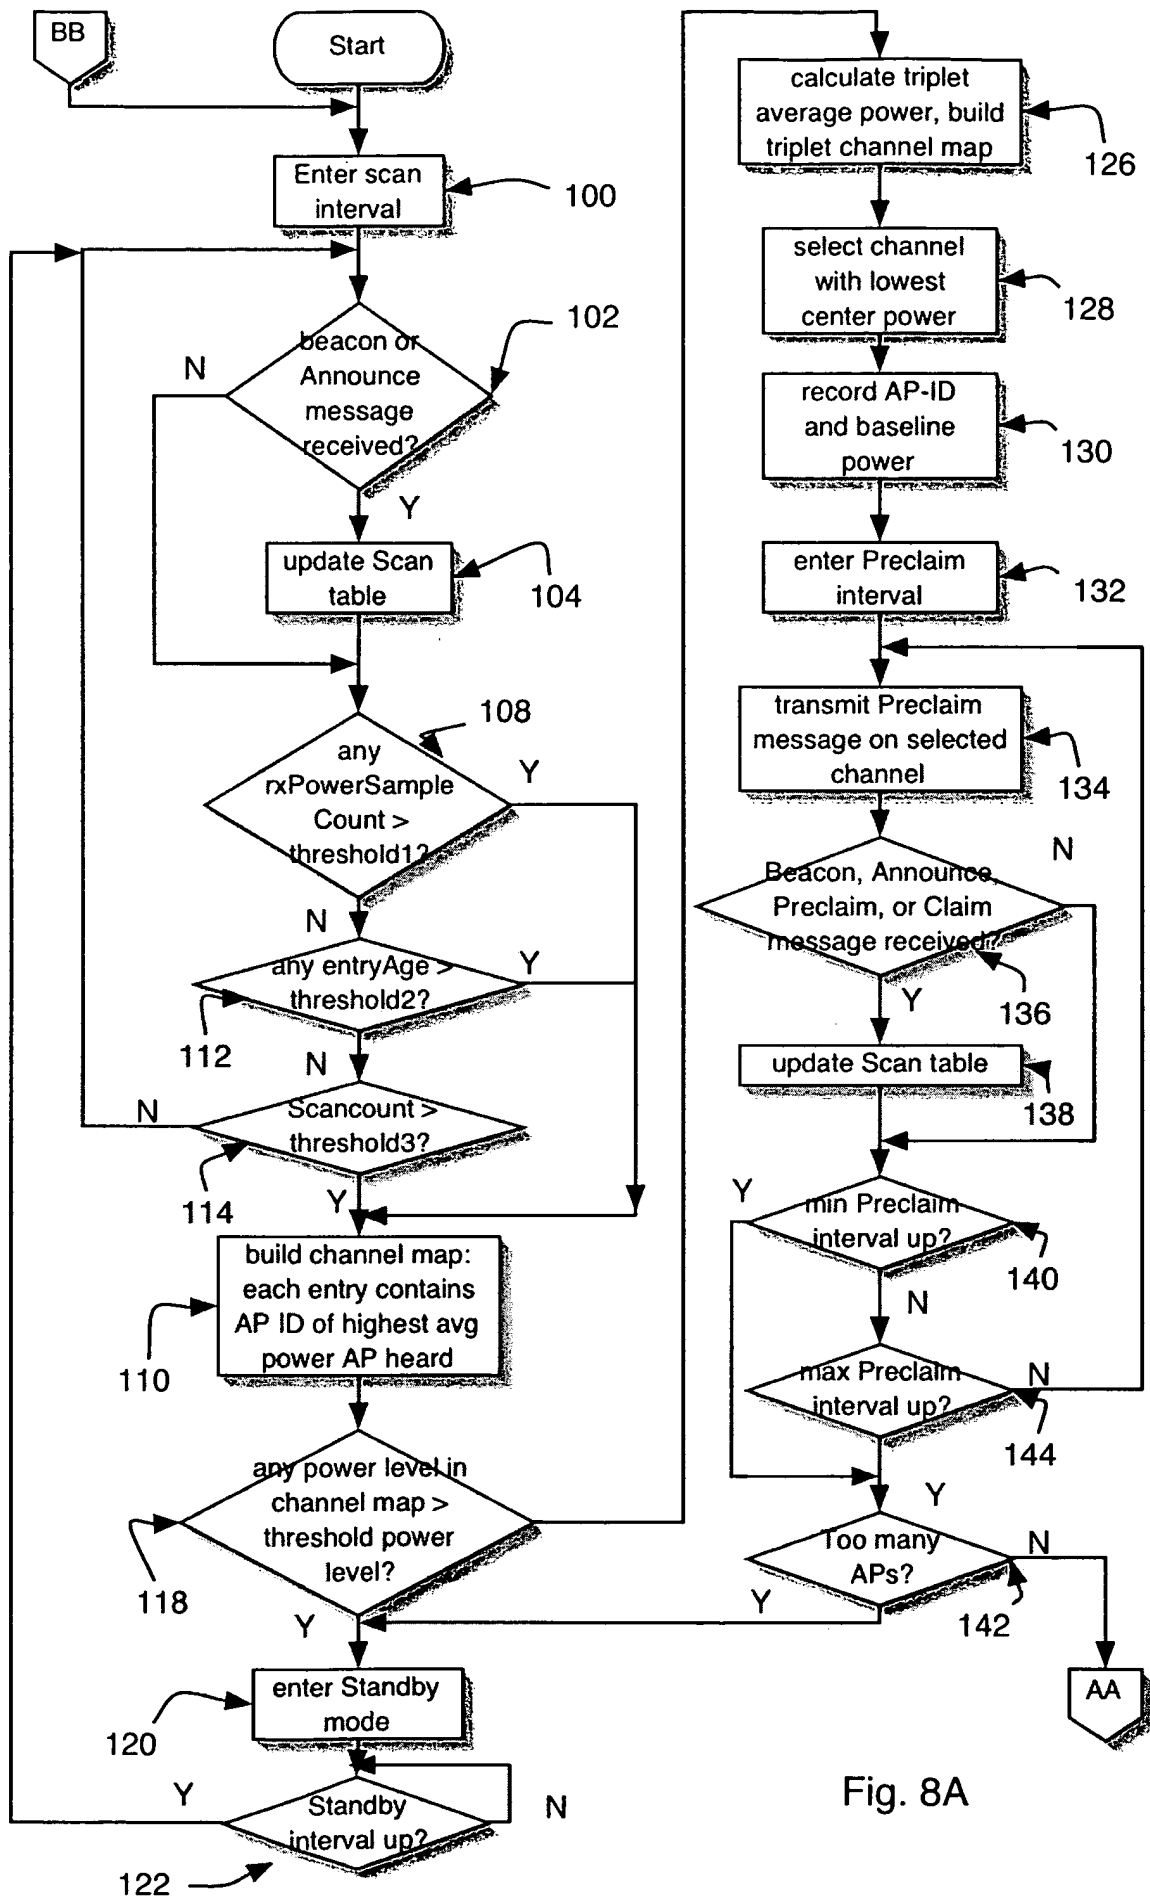 BB
Start
Enter scan
interval
100
beacon or
Announce
message
received?
102
N
Y
update Scan
table
104
108
any
rxPowerSample
Count >
threshold1?
Y
N
any entryAge >
threshold2?
Y
112
N
Scancount >
threshold3?
N
114
Y
build channel map:
each entry contains
AP ID of highest avg
power AP heard
110
any power level in
channel map >
threshold power
level?
118
Y
enter Standby
mode
120
Y
Standby
interval up?
N
122
calculate triplet
average power, build
triplet channel map
126
select channel
with lowest
center power
128
record AP-ID
and baseline
power
130
enter Preclaim
interval
132
transmit Preclaim
message on selected
channel
134
N
Beacon, Announce,
Preclaim, or Claim
message received?
136
Y
update Scan table
138
Y
min Preclaim
interval up?
140
N
max Preclaim
interval up?
N
144
Y
Too many
APs?
N
Y
142
AA
Fig. 8A